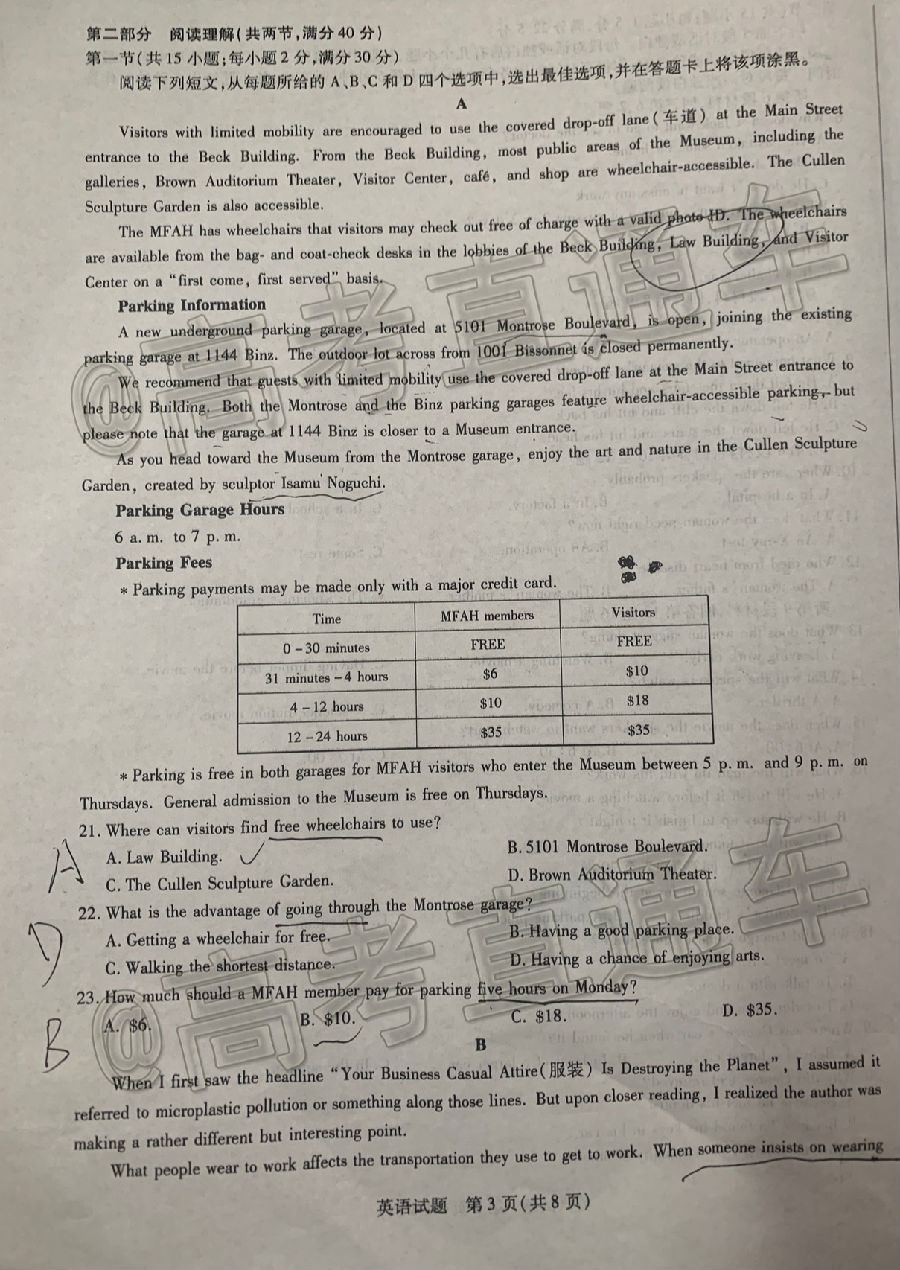 第二部分 阅读理解(共两节,满分40分)
第一节(共15小题;每小题2分,满分30分)
阅读下列短文,从每题所给的A、B、C和D四个选项中,选出最佳选项,并在答题卡上将该项涂黑。
A
Visitors with limited mobility are encouraged to use the covered drop-off lane(车道) at the Main Street
entrance to the Beck Building. From the Beck Building, most public areas of the Museum, including the
galleries, Brown Auditorium Theater, Visitor Center, café, and shop are wheelchair-accessible. The Cullen
Sculpture Garden is also accessible.
The MFAH has wheelchairs that visitors may check out free of charge with a valid photo ID. The wheelchairs
are available from the bag- and coat-check desks in the lobbies of the Beck Building, Law Building, and Visitor
Center on a “first come, first served” basis.
Parking Information
A new underground parking garage, located at 5101 Montrose Boulevard, is open, joining the existing
parking garage at 1144 Binz. The outdoor lot across from 1001 Bissonnet is closed permanently.
We recommend that guests with limited mobility use the covered drop-off lane at the Main Street entrance to
the Beck Building. Both the Montrose and the Binz parking garages feature wheelchair-accessible parking, but
please note that the garage at 1144 Binz is closer to a Museum entrance.
As you head toward the Museum from the Montrose garage, enjoy the art and nature in the Cullen Sculpture
Garden, created by sculptor Isamu Noguchi.
Parking Garage Hours
6 a.m. to 7 p.m.
Parking Fees
* Parking payments may be made only with a major credit card.
Time MFAH members Visitors
0-30 minutes FREE FREE
31 minutes-4 hours $6 $10
4-12 hours $10 $18
12-24 hours $35 $35
* Parking is free in both garages for MFAH visitors who enter the Museum between 5 p.m. and 9 p.m. on
Thursdays. General admission to the Museum is free on Thursdays.
21. Where can visitors find free wheelchairs to use?
A. Law Building. B. 5101 Montrose Boulevard.
A
C. The Cullen Sculpture Garden. D. Brown Auditorium Theater.
22. What is the advantage of going through the Montrose garage?
A. Getting a wheelchair for free. B. Having a good parking place.
D
C. Walking the shortest distance. D. Having a chance of enjoying arts.
23. How much should a MFAH member pay for parking five hours on Monday?
A. $6. B. $10. C. $18. D. $35.
B
B
When I first saw the headline “Your Business Casual Attire(服装) Is Destroying the Planet”, I assumed it
referred to microplastic pollution or something along those lines. But upon closer reading, I realized the author was
making a rather different but interesting point.
What people wear to work affects the transportation they use to get to work. When someone insists on wearing
英语试题 第3页(共8页)
@高考直通车
@高考直通车